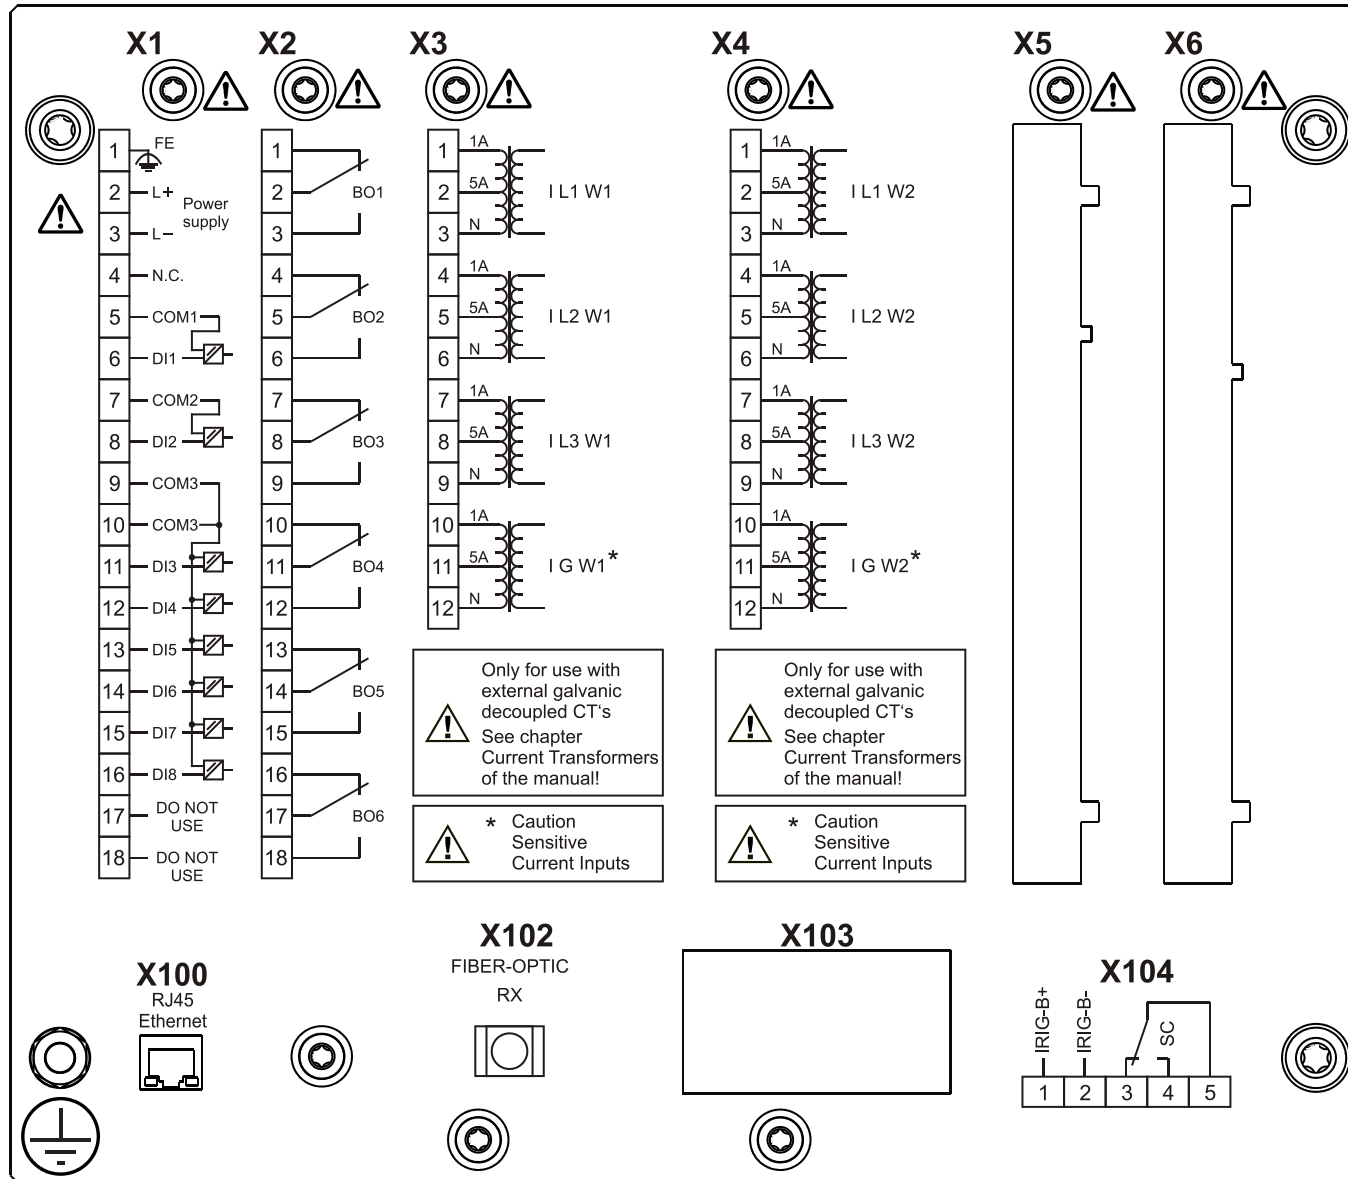 X1
1 FE
2 L+ Power
supply
3 L−
4 N.C.
5 COM1
6 DI1
7 COM2
8 DI2
9 COM3
10 COM3
11 DI3
12 DI4
13 DI5
14 DI6
15 DI7
16 DI8
17 DO NOT
USE
18 DO NOT
USE
X2
1
2 BO1
3
4
5 BO2
6
7
8 BO3
9
10
11 BO4
12
13
14 BO5
15
16
17 BO6
18
X3
1 1A
2 5A I L1 W1
3 N
4 1A
5 5A I L2 W1
6 N
7 1A
8 5A I L3 W1
9 N
10 1A
11 5A I G W1*
12 N
Only for use with
external galvanic
decoupled CT‘s
See chapter
Current Transformers
of the manual!
* Caution
Sensitive
Current Inputs
X4
1 1A
2 5A I L1 W2
3 N
4 1A
5 5A I L2 W2
6 N
7 1A
8 5A I L3 W2
9 N
10 1A
11 5A I G W2*
12 N
Only for use with
external galvanic
decoupled CT‘s
See chapter
Current Transformers
of the manual!
* Caution
Sensitive
Current Inputs
X5
X6
X100
RJ45
Ethernet
X102
FIBER-OPTIC
RX
X103
X104
IRIG-B+
IRIG-B-
SC
1 2 3 4 5